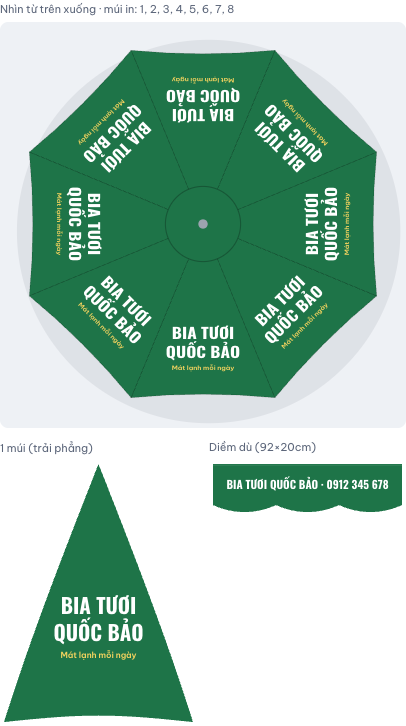 Nhìn từ trên xuống · múi in: 1, 2, 3, 4, 5, 6, 7, 8
BIA TƯƠI
QUỐC BẢO
Mát lạnh mỗi ngày
BIA TƯƠI
QUỐC BẢO
Mát lạnh mỗi ngày
BIA TƯƠI
QUỐC BẢO
Mát lạnh mỗi ngày
BIA TƯƠI
QUỐC BẢO
Mát lạnh mỗi ngày
BIA TƯƠI
QUỐC BẢO
Mát lạnh mỗi ngày
BIA TƯƠI
QUỐC BẢO
Mát lạnh mỗi ngày
BIA TƯƠI
QUỐC BẢO
Mát lạnh mỗi ngày
BIA TƯƠI
QUỐC BẢO
Mát lạnh mỗi ngày
1 múi (trải phẳng)
BIA TƯƠI
QUỐC BẢO
Mát lạnh mỗi ngày
Diềm dù (92×20cm)
BIA TƯƠI QUỐC BẢO · 0912 345 678